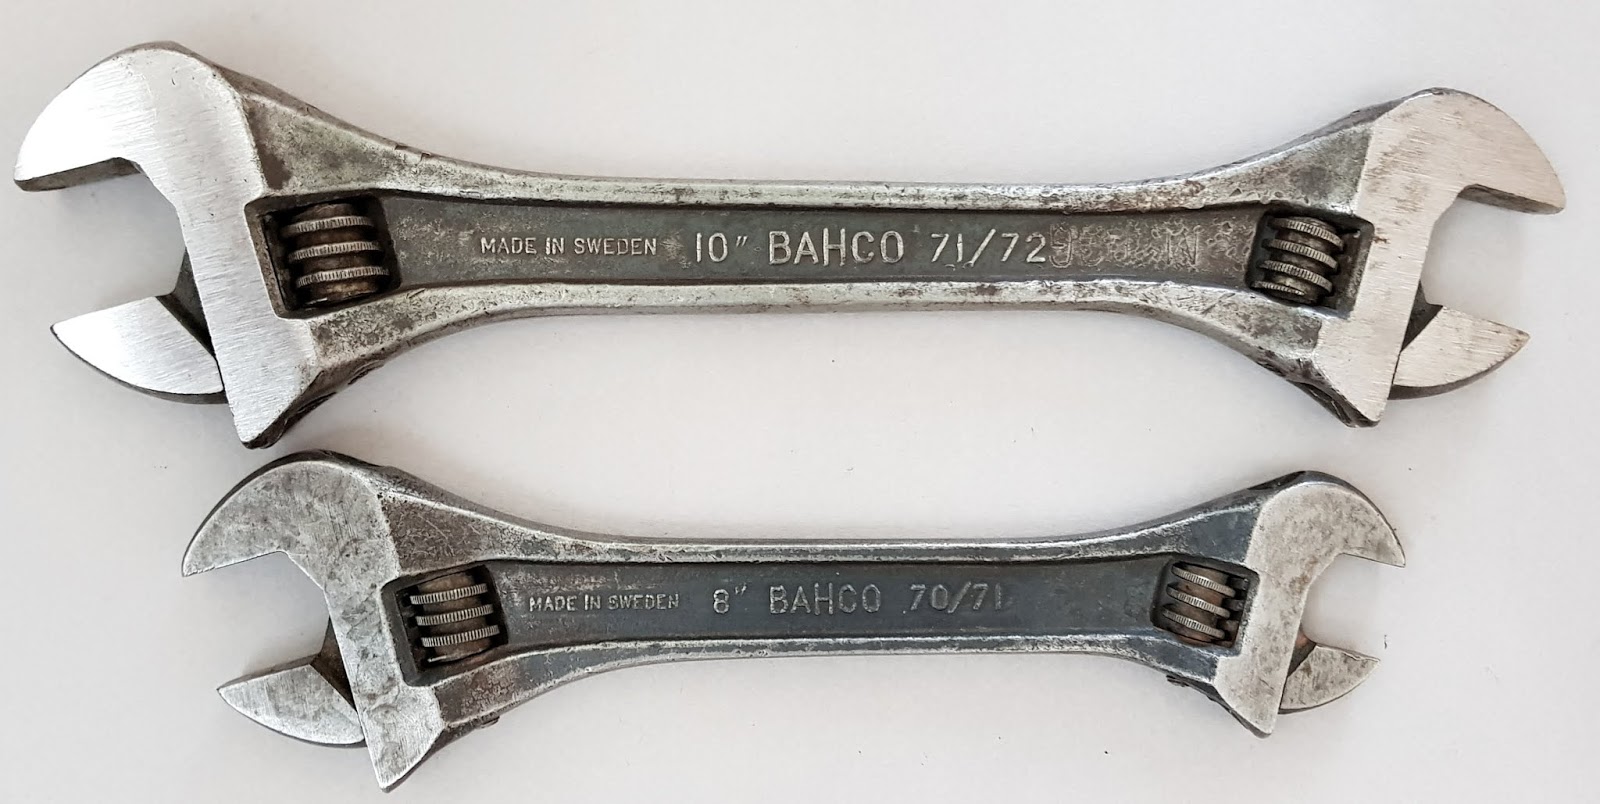 MADE IN SWEDEN 10" BAHCO 71/72
MADE IN SWEDEN 8" BAHCO 70/71